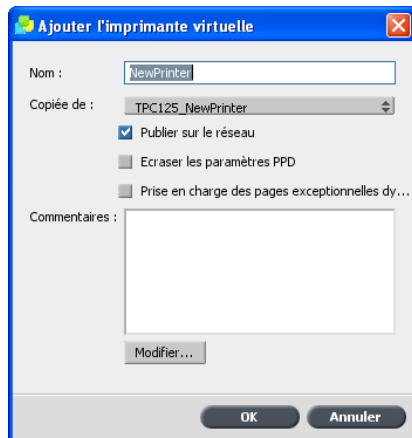 Ajouter l'imprimante virtuelle
Nom : NewPrinter
Copiée de : TPC125_NewPrinter
Publier sur le réseau
Ecraser les paramètres PPD
Prise en charge des pages exceptionnelles dy...
Commentaires :
Modifier...
OK Annuler